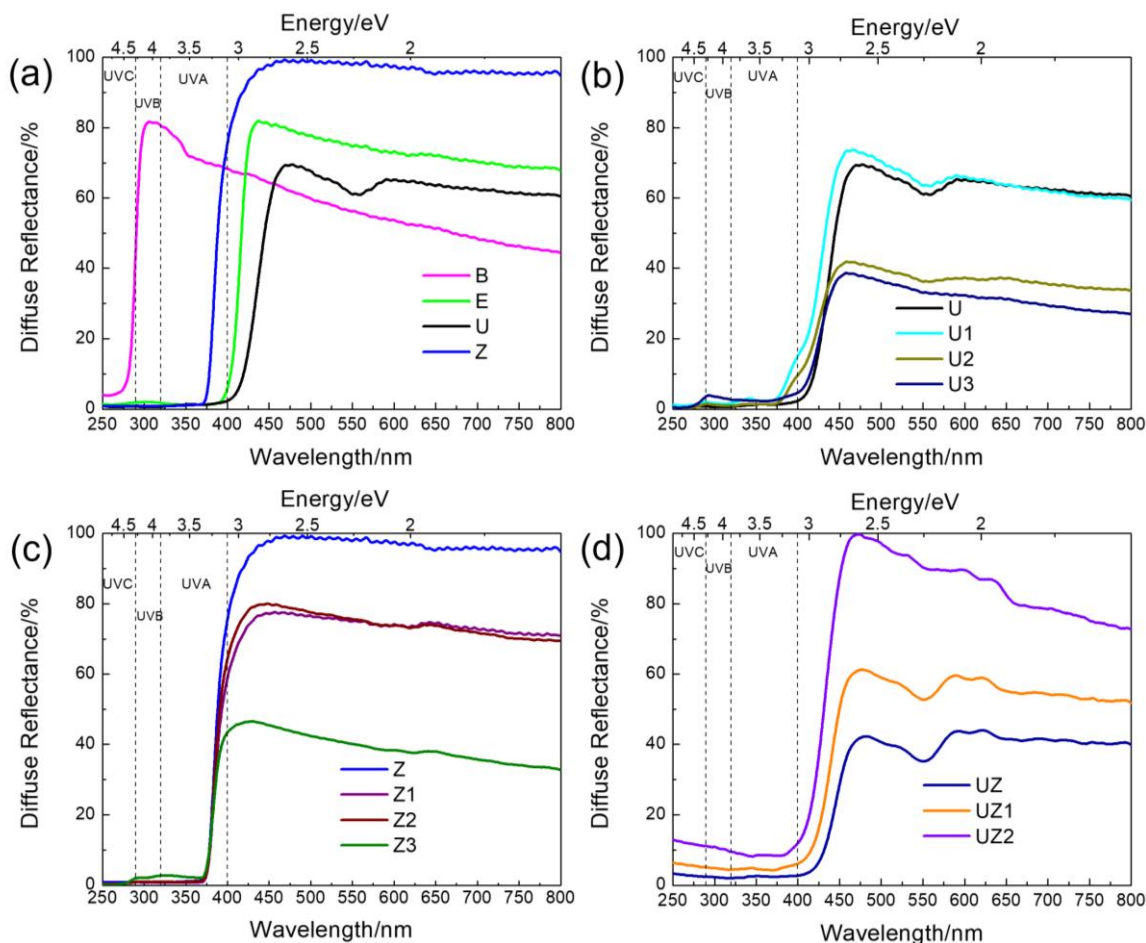 Energy/eV
4.5 4 3.5 3 2.5 2
(a)
100
80
60
40
20
0
UVC
UVB
UVA
Diffuse Reflectance/%
B
E
U
Z
250 300 350 400 450 500 550 600 650 700 750 800
Wavelength/nm
Energy/eV
4.5 4 3.5 3 2.5 2
(b)
100
80
60
40
20
0
UVC
UVB
UVA
Diffuse Reflectance/%
U
U1
U2
U3
250 300 350 400 450 500 550 600 650 700 750 800
Wavelength/nm
Energy/eV
4.5 4 3.5 3 2.5 2
(c)
100
80
60
40
20
0
UVC
UVB
UVA
Diffuse Reflectance/%
Z
Z1
Z2
Z3
250 300 350 400 450 500 550 600 650 700 750 800
Wavelength/nm
Energy/eV
4.5 4 3.5 3 2.5 2
(d)
100
80
60
40
20
0
UVC
UVB
UVA
Diffuse Reflectance/%
UZ
UZ1
UZ2
250 300 350 400 450 500 550 600 650 700 750 800
Wavelength/nm